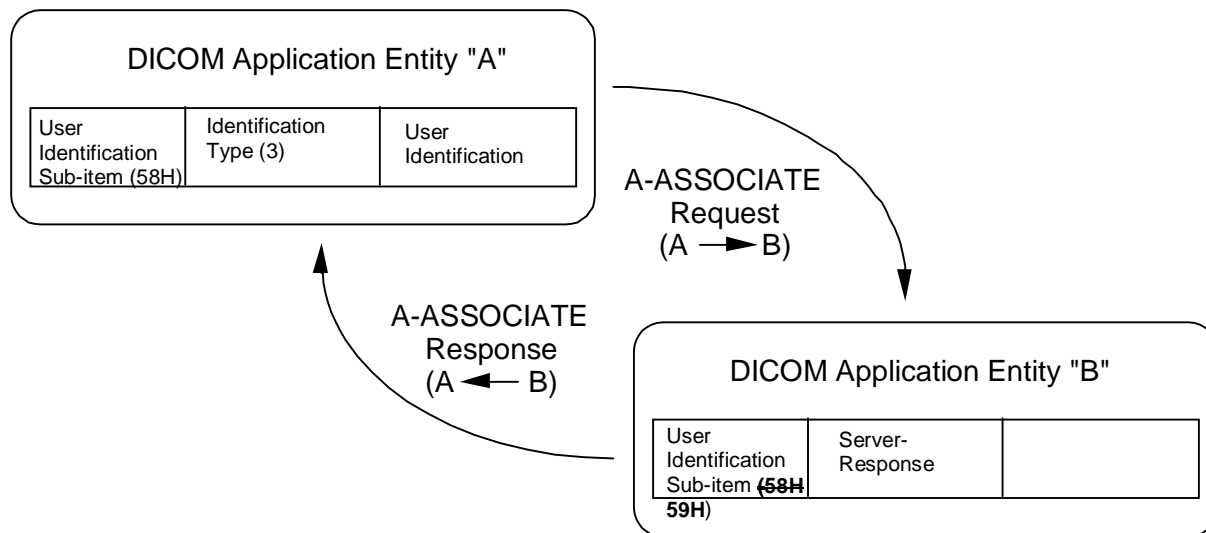 DICOM Application Entity "A"
User
Identification
Sub-item (58H)
Identification
Type (3)
User
Identification
A-ASSOCIATE
Request
(A B)
A-ASSOCIATE
Response
(A B)
DICOM Application Entity "B"
User
Identification
Sub-item (58H
59H)
Server-
Response